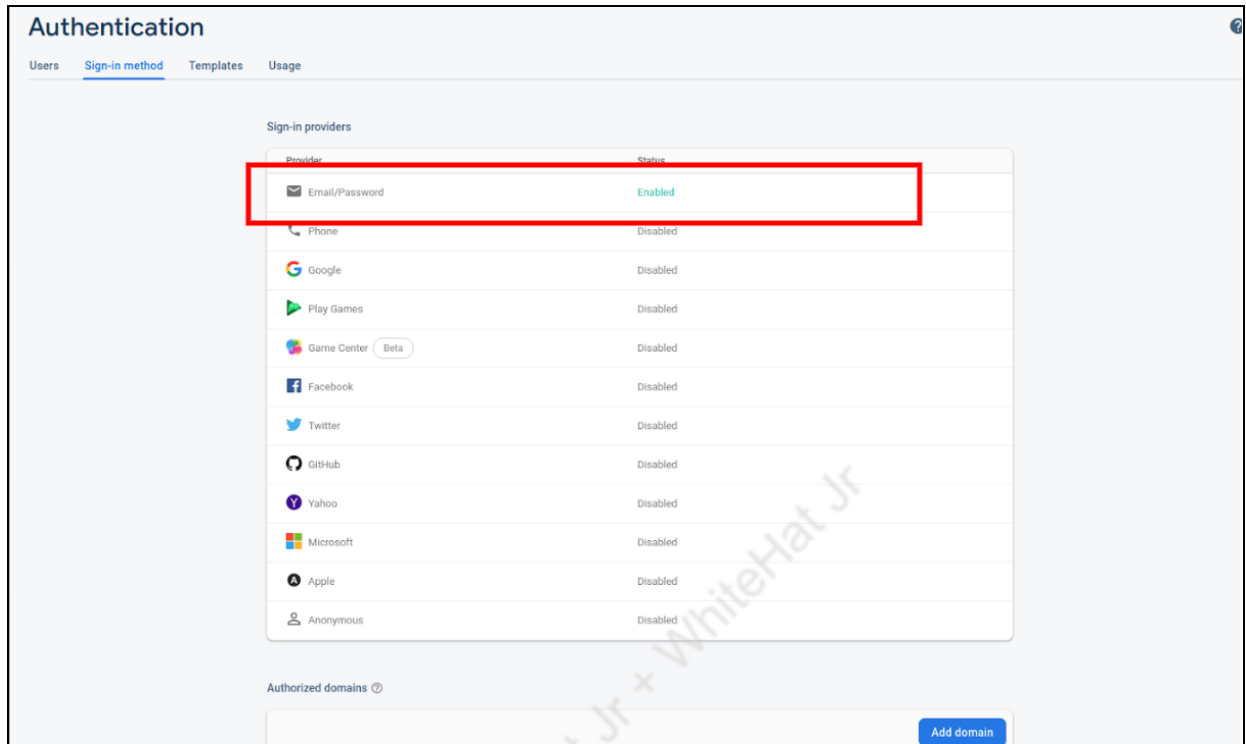 Authentication
Users Sign-in method Templates Usage
Sign-in providers
Provider Status
Email/Password Enabled
Phone Disabled
Google Disabled
Play Games Disabled
Game Center Beta Disabled
Facebook Disabled
Twitter Disabled
GitHub Disabled
Yahoo Disabled
Microsoft Disabled
Apple Disabled
Anonymous Disabled
Authorized domains
Add domain
Jr + WhiteHat Jr